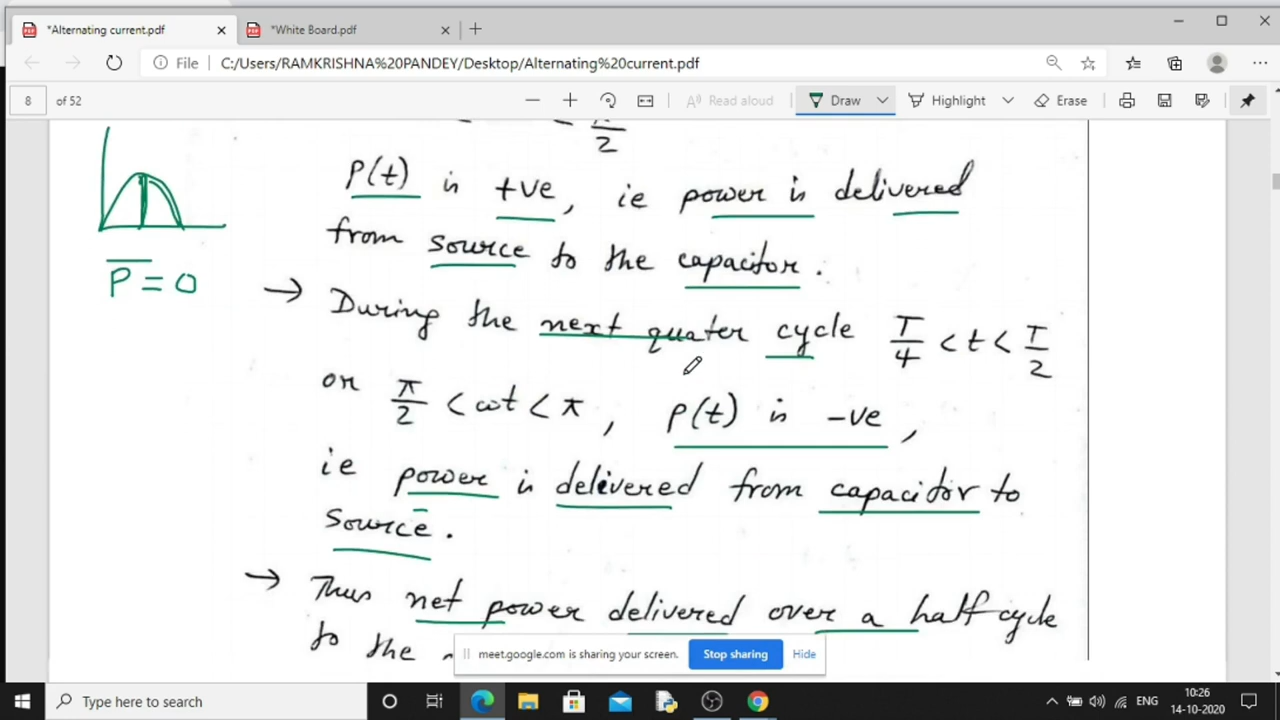 *Alternating current.pdf
*White Board.pdf
File | C:/Users/RAMKRISHNA%20PANDEY/Desktop/Alternating%20current.pdf
8 of 52
Read aloud
Draw
Highlight
Erase
< π/2
P(t) is +ve, ie power is delivered
from source to the capacitor.
P̅ = 0
→ During the next quater cycle T/4 < t < T/2
or π/2 < ωt < π, P(t) is -ve,
ie power is delivered from capacitor to
source.
→ Thus net power delivered over a half cycle
to the
meet.google.com is sharing your screen.
Stop sharing
Hide
Type here to search
ENG
10:26
14-10-2020